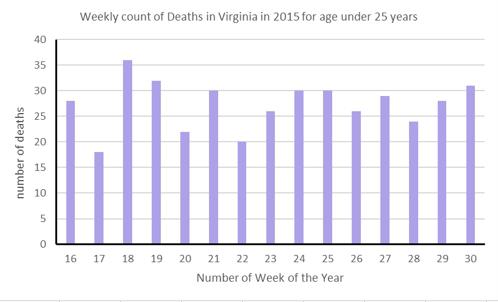 Weekly count of Deaths in Virginia in 2015 for age under 25 years
40
35
30
25
20
15
10
5
0
number of deaths
16 17 18 19 20 21 22 23 24 25 26 27 28 29 30
Number of Week of the Year